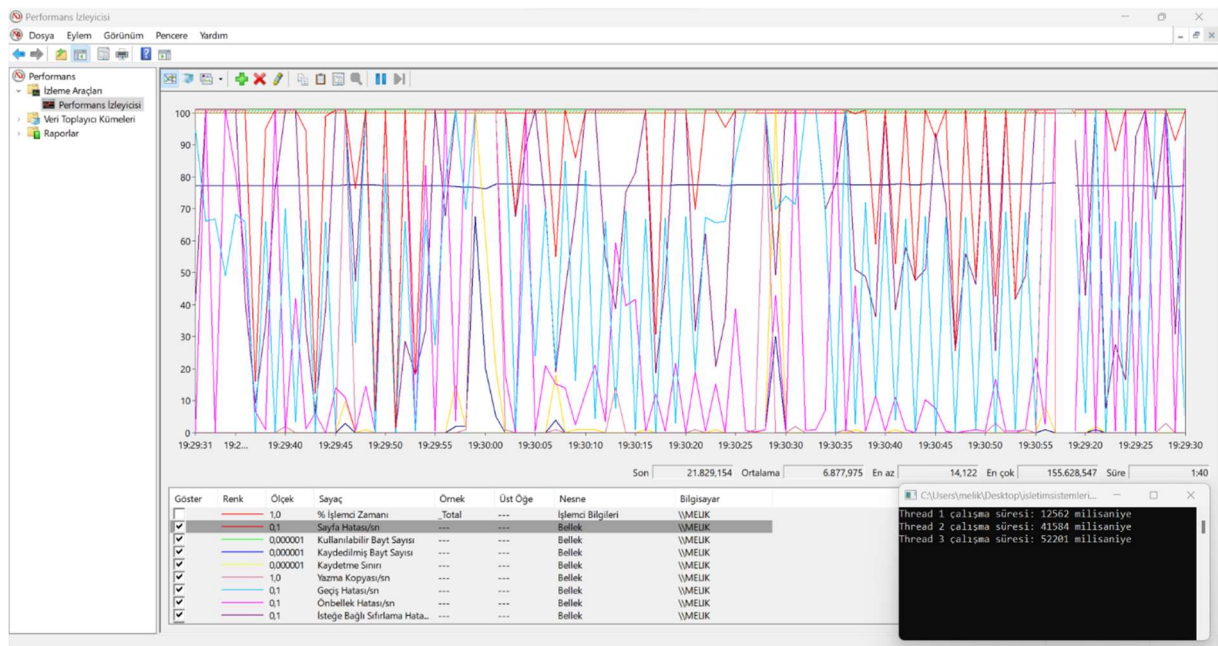 Performans İzleyicisi
Dosya Eylem Görünüm Pencere Yardım
Performans
İzleme Araçları
Performans İzleyicisi
Veri Toplayıcı Kümeleri
Raporlar
100
90
80
70
60
50
40
30
20
10
0
19:29:31 19:2... 19:29:40 19:29:45 19:29:50 19:29:55 19:30:00 19:30:05 19:30:10 19:30:15 19:30:20 19:30:25 19:30:30 19:30:35 19:30:40 19:30:45 19:30:50 19:30:55 19:29:20 19:29:25 19:29:30
Son 21.829,154 Ortalama 6.877,975 En az 14,122 En çok 155.628,547 Süre 1:40
Göster Renk Ölçek Sayaç Örnek Üst Öğe Nesne Bilgisayar
1,0 % İşlemci Zamanı _Total --- İşlemci Bilgileri \\MELIK
0,1 Sayfa Hatası/sn --- --- Bellek \\MELIK
0,000001 Kullanılabilir Bayt Sayısı --- --- Bellek \\MELIK
0,000001 Kaydedilmiş Bayt Sayısı --- --- Bellek \\MELIK
0,000001 Kaydetme Sınırı --- --- Bellek \\MELIK
1,0 Yazma Kopyası/sn --- --- Bellek \\MELIK
0,1 Geçiş Hatası/sn --- --- Bellek \\MELIK
0,1 Önbellek Hatası/sn --- --- Bellek \\MELIK
0,1 İsteğe Bağlı Sıfırlama Hata... --- --- Bellek \\MELIK
C:\Users\melik\Desktop\isletimsistemleri...
Thread 1 çalışma süresi: 12562 milisaniye
Thread 2 çalışma süresi: 41584 milisaniye
Thread 3 çalışma süresi: 52201 milisaniye